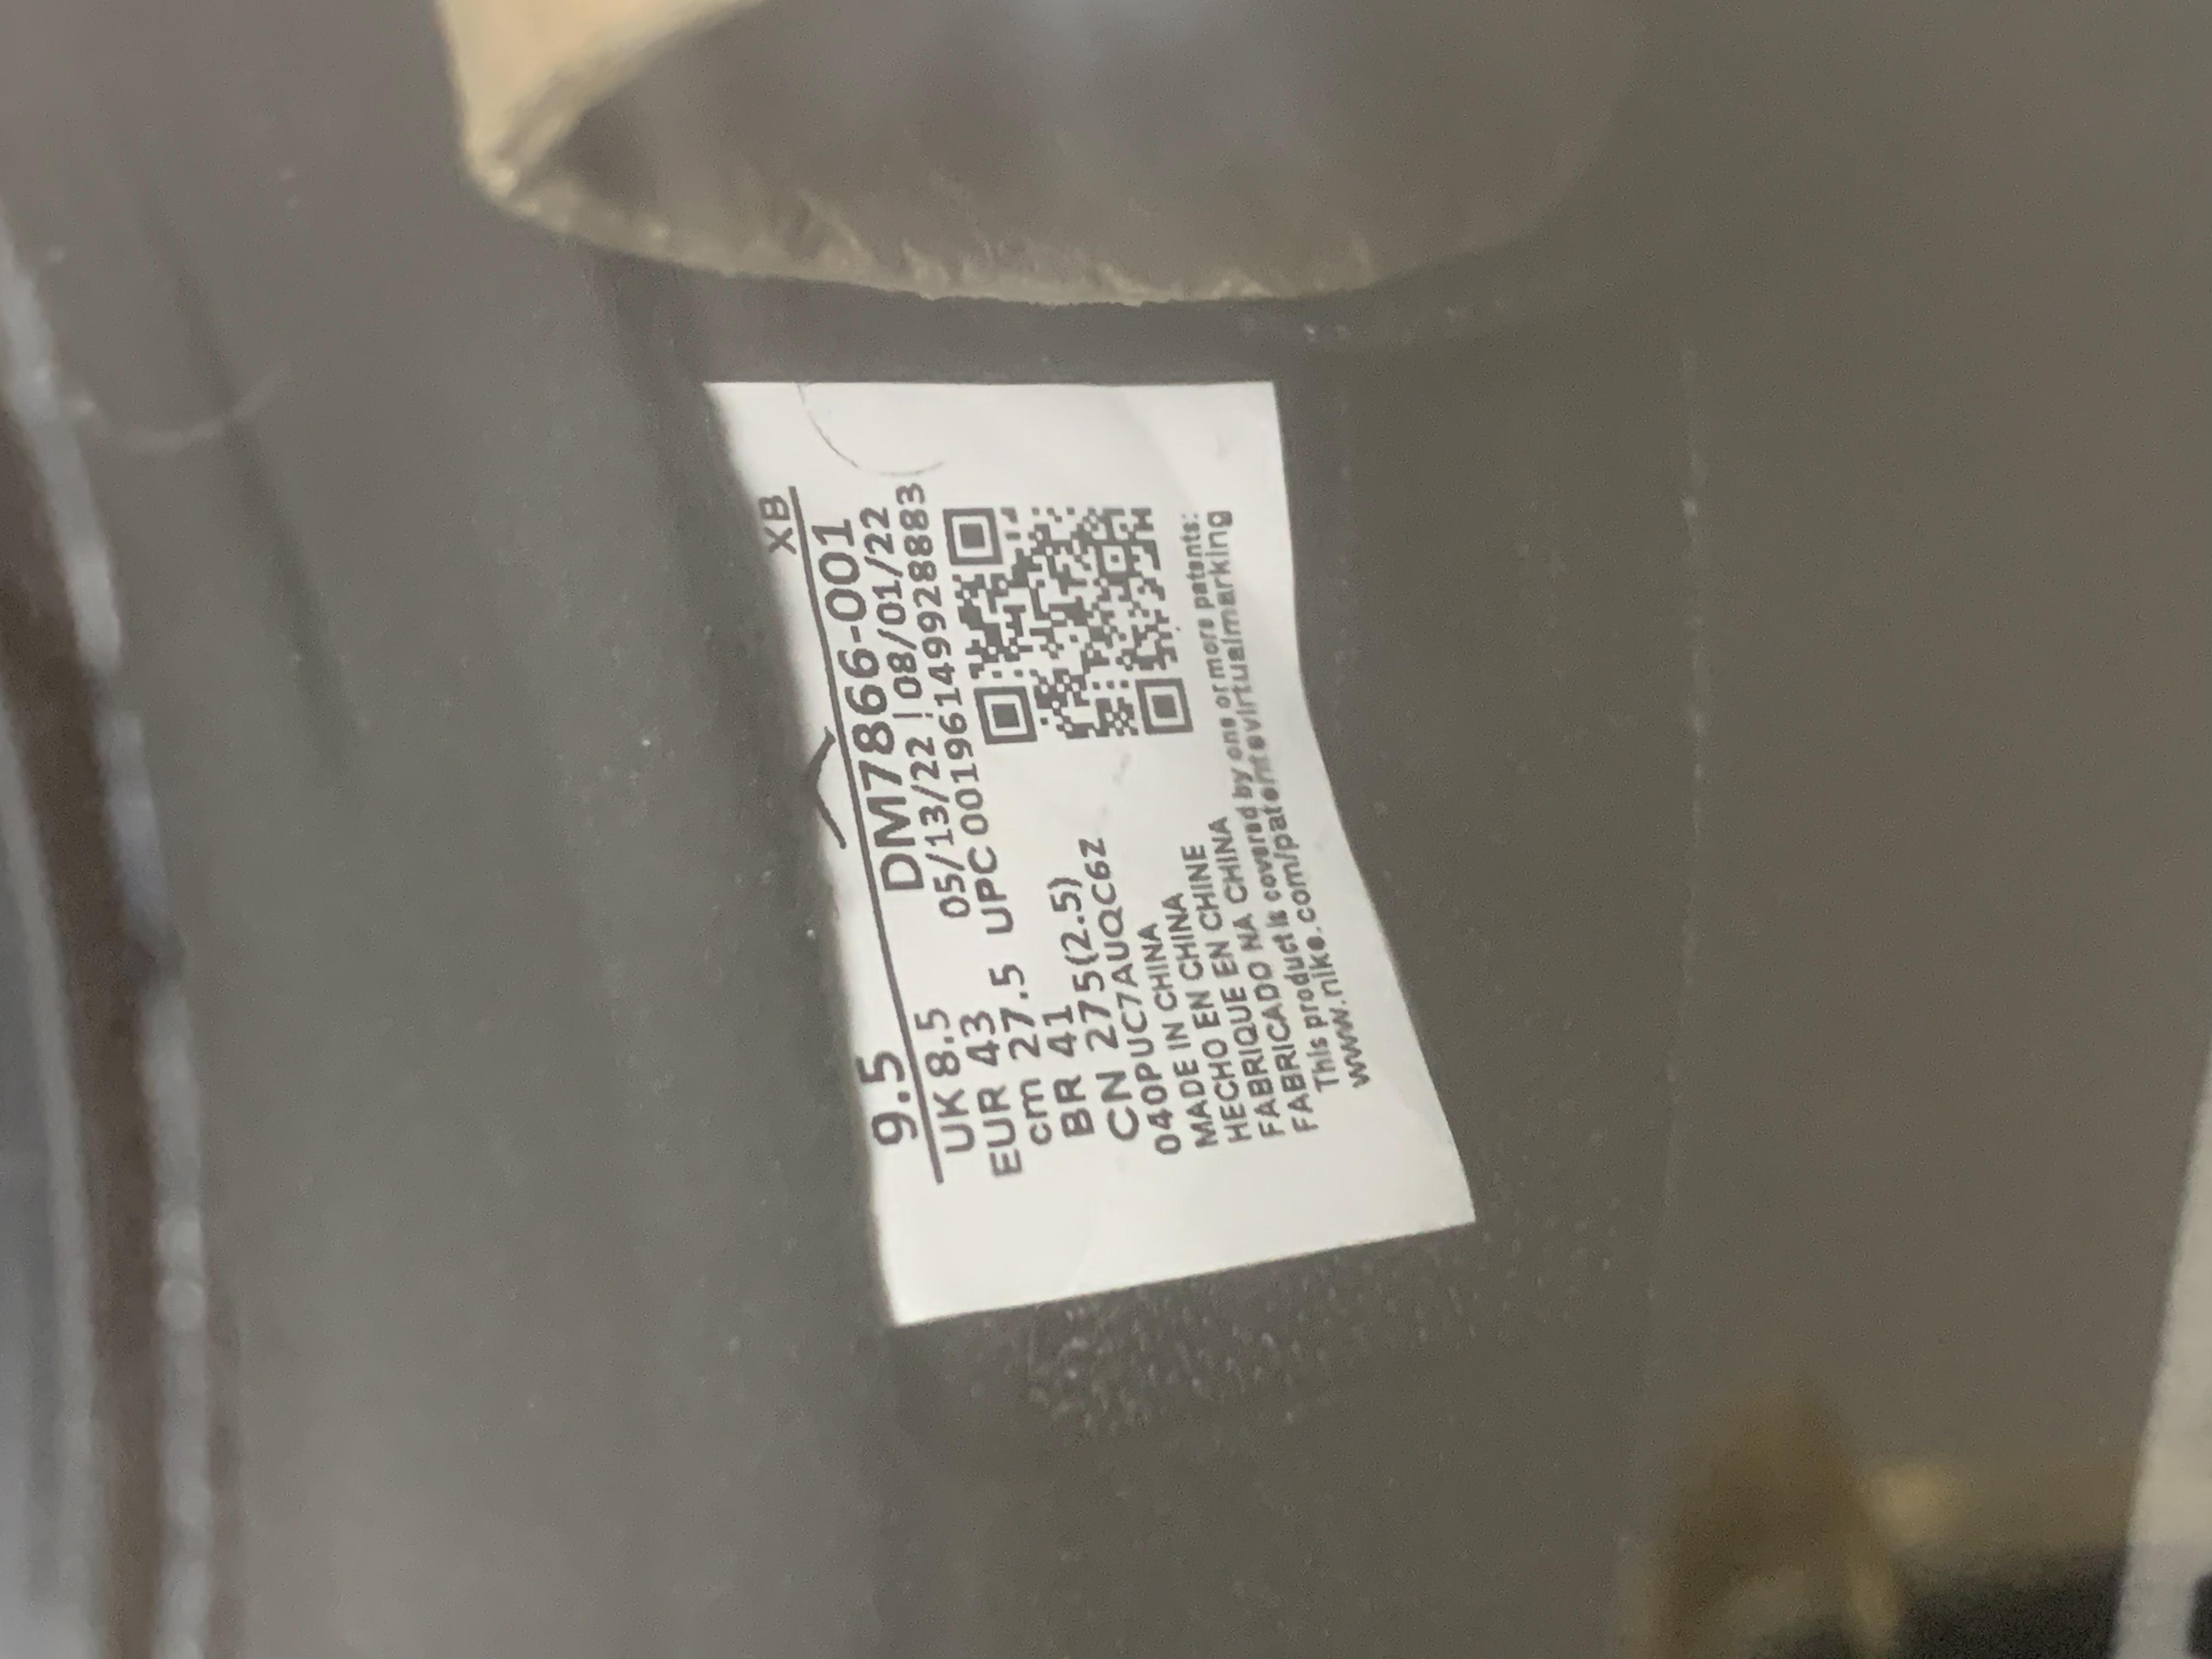 XB
9.5 DM7866-001
UK 8.5 05/13/22 | 08/01/22
EUR 43 UPC 00196149928883
cm 27.5
BR 41
CN 275(2.5)
040PUC7AUQC6Z
MADE IN CHINA
HECHO EN CHINE
FABRIQUE EN CHINA
FABRICADO NA CHINA
This product is covered by one or more patents:
www.nike.com/patentevirtualmarking